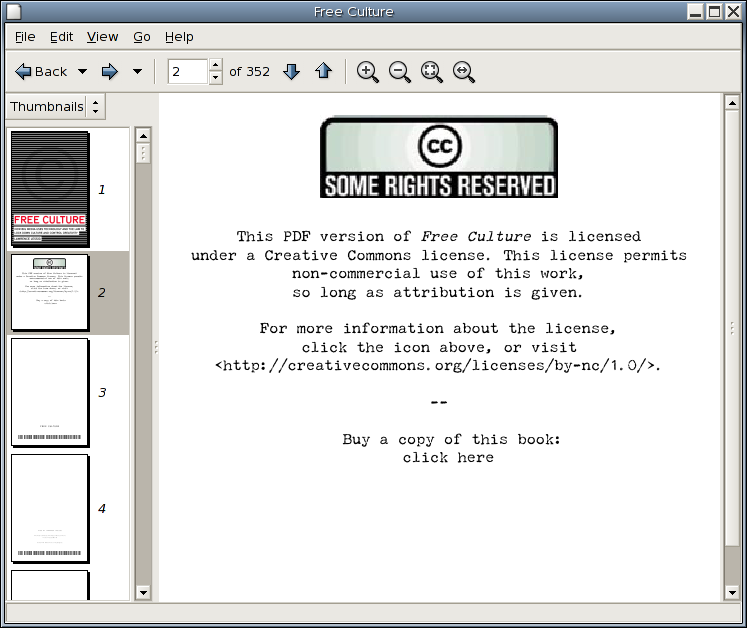 Free Culture
File Edit View Go Help
Back 2 of 352
Thumbnails
FREE CULTURE
1
2
3
4
cc
SOME RIGHTS RESERVED
This PDF version of Free Culture is licensed
under a Creative Commons license. This license permits
non-commercial use of this work,
so long as attribution is given.
For more information about the license,
click the icon above, or visit
<http://creativecommons.org/licenses/by-nc/1.0/>.
--
Buy a copy of this book:
click here